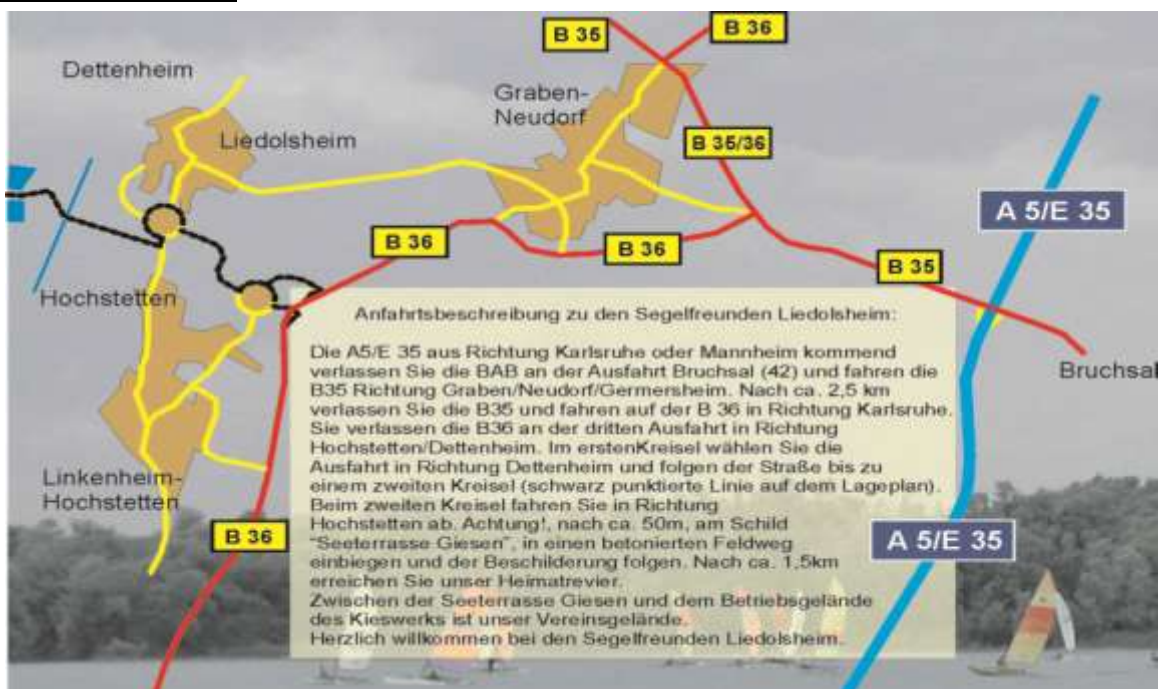 B 35
B 36
Dettenheim
Graben-
Neudorf
Liedolsheim
B 35/36
A 5/E 35
B 36
B 36
B 35
Hochstetten
Bruchsal
Anfahrtsbeschreibung zu den Segelfreunden Liedolsheim:
Die A5/E 35 aus Richtung Karlsruhe oder Mannheim kommend
verlassen Sie die BAB an der Ausfahrt Bruchsal (42) und fahren die
B35 Richtung Graben/Neudorf/Germersheim. Nach ca. 2,5 km
verlassen Sie die B35 und fahren auf der B 36 in Richtung Karlsruhe.
Sie verlassen die B36 an der dritten Ausfahrt in Richtung
Hochstetten/Dettenheim. Im erstenKreisel wählen Sie die
Ausfahrt in Richtung Dettenheim und folgen der Straße bis zu
einem zweiten Kreisel (schwarz punktierte Linie auf dem Lageplan).
Beim zweiten Kreisel fahren Sie in Richtung
Hochstetten ab. Achtung!, nach ca. 50m, am Schild
"Seeterrasse Giesen", in einen betonierten Feldweg
einbiegen und der Beschilderung folgen. Nach ca. 1,5km
erreichen Sie unser Heimatrevier.
Zwischen der Seeterrasse Giesen und dem Betriebsgelände
des Kieswerks ist unser Vereinsgelände.
Herzlich willkommen bei den Segelfreunden Liedolsheim.
Linkenheim-
Hochstetten
B 36
A 5/E 35